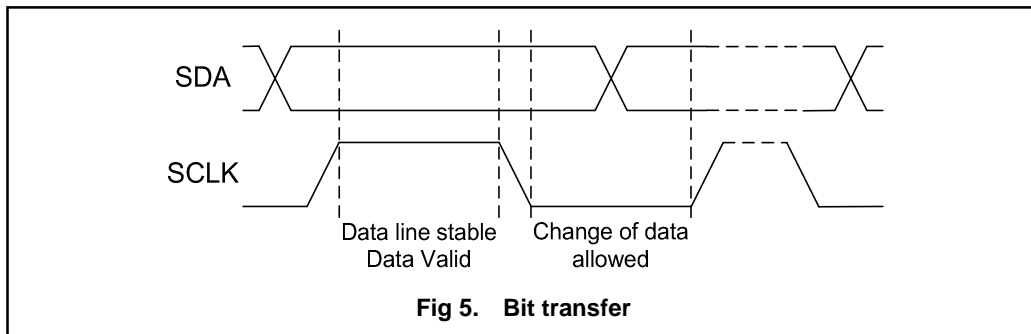 SDA
SCLK
Data line stable
Data Valid
Change of data
allowed
Fig 5. Bit transfer